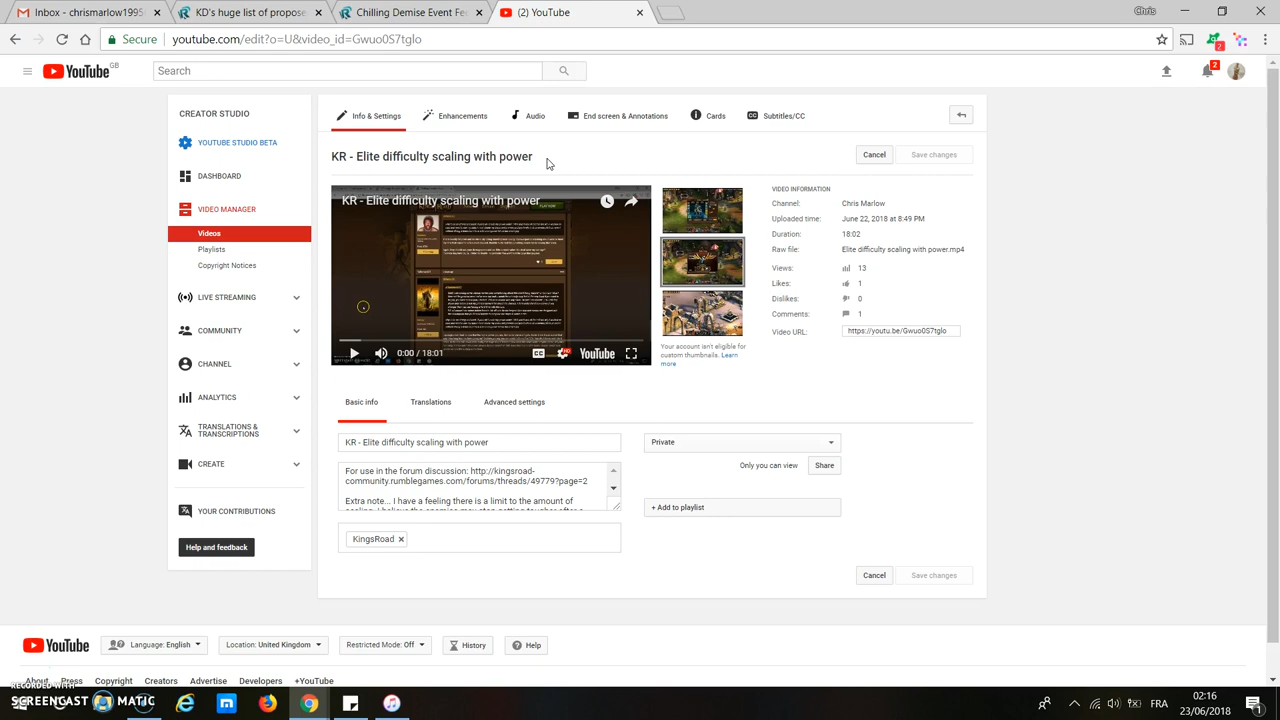 Inbox - chrismarlow195
KD's guide list propose
Chilling Demise Event Fe
(2) YouTube
Chris
Secure
youtube.com/edit?o=U&video_id=Gwuo0S7tglo
2
YouTube GB
Search
2
CREATOR STUDIO
YOUTUBE STUDIO BETA
DASHBOARD
VIDEO MANAGER
Videos
Playlists
Copyright Notices
LIVE STREAMING
COMMUNITY
CHANNEL
ANALYTICS
TRANSLATIONS &
TRANSCRIPTIONS
CREATE
YOUR CONTRIBUTIONS
Help and feedback
Info & Settings
Enhancements
Audio
End screen & Annotations
Cards
Subtitles/CC
KR - Elite difficulty scaling with power
Cancel
Save changes
KR - Elite difficulty scaling with power
0:00 / 18:01
CC
HD
YouTube
Your account isn't eligible for
custom thumbnails. Learn
more
VIDEO INFORMATION
Channel: Chris Marlow
Uploaded time: June 22, 2018 at 8:49 PM
Duration: 18:02
Raw file: Elite difficulty scaling with power.mp4
Views: 13
Likes: 1
Dislikes: 0
Comments: 1
Video URL: https://youtu.be/Gwuo0S7tglo
Basic info
Translations
Advanced settings
KR - Elite difficulty scaling with power
For use in the forum discussion: http://kingsroad-
community.rumblegames.com/forums/threads/49779?page=2
Extra note... I have a feeling there is a limit to the amount of
KingsRoad
Private
Only you can view
Share
+ Add to playlist
Cancel
Save changes
YouTube
Language: English
Location: United Kingdom
Restricted Mode: Off
History
Help
About
Press
Copyright
Creators
Advertise
Developers
+YouTube
RECORDED WITH
SCREENCAST MATIC
FRA
02:16
23/06/2018
1